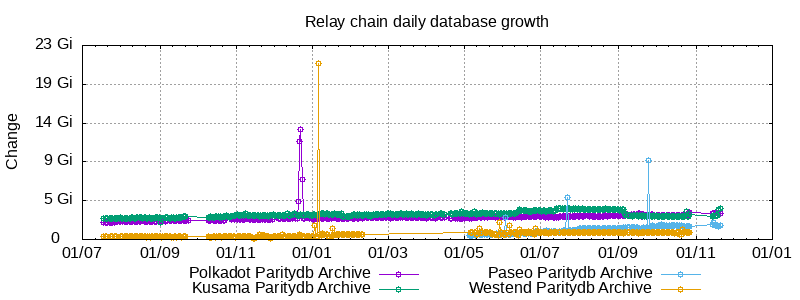 Relay chain daily database growth
23 Gi
19 Gi
14 Gi
9 Gi
5 Gi
0
Change
01/07 01/09 01/11 01/01 01/03 01/05 01/07 01/09 01/11 01/01
Polkadot Paritydb Archive Paseo Paritydb Archive
Kusama Paritydb Archive Westend Paritydb Archive